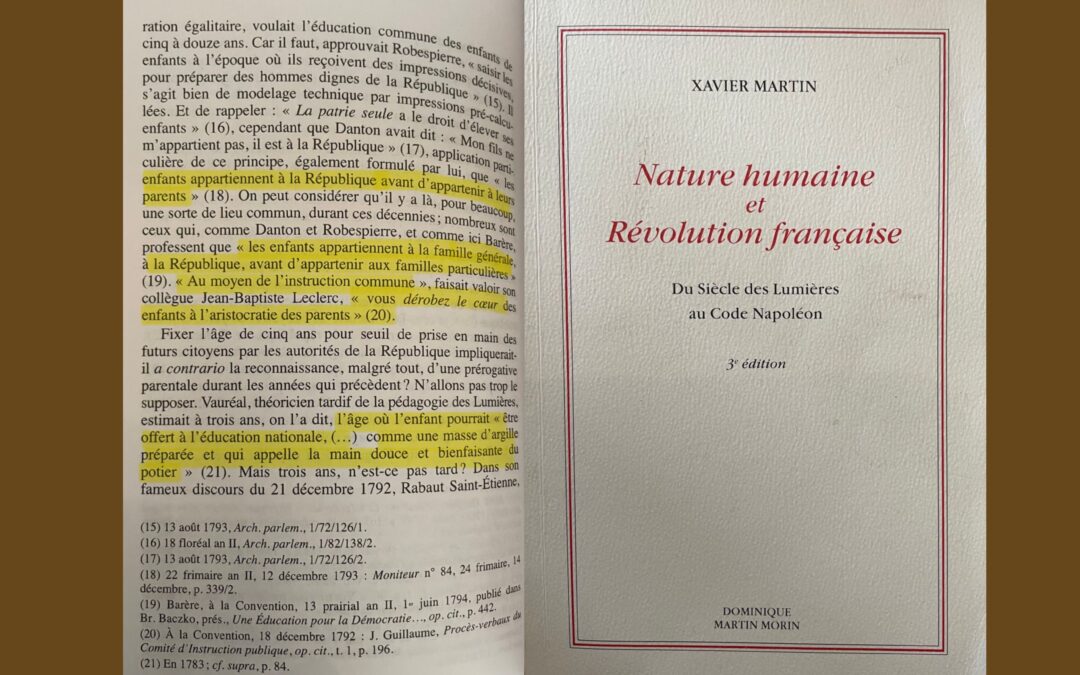 ration égalitaire, voulait l'éducation commune des enfants de
cinq à douze ans. Car il faut, approuvait Robespierre, « saisir les
enfants à l'époque où ils reçoivent des impressions décisives,
pour préparer des hommes dignes de la République » (15). Il
s'agit bien de modelage technique par impressions pré-calcu-
lées. Et de rappeler : « La patrie seule a le droit d'élever ses
enfants » (16), cependant que Danton avait dit : « Mon fils ne
m'appartient pas, il est à la République » (17), application parti-
culière de ce principe, également formulé par lui, que « les
enfants appartiennent à la République avant d'appartenir à leurs
parents » (18). On peut considérer qu'il y a là, pour beaucoup,
une sorte de lieu commun, durant ces décennies ; nombreux sont
ceux qui, comme Danton et Robespierre, et comme ici Barère,
professent que « les enfants appartiennent à la famille générale,
à la République, avant d'appartenir aux familles particulières »
(19). « Au moyen de l'instruction commune », faisait valoir son
collègue Jean-Baptiste Leclerc, « vous dérobez le cœur des
enfants à l'aristocratie des parents » (20).
Fixer l'âge de cinq ans pour seuil de prise en main des
futurs citoyens par les autorités de la République impliquerait-
il a contrario la reconnaissance, malgré tout, d'une prérogative
parentale durant les années qui précèdent ? N'allons pas trop le
supposer. Vauréal, théoricien tardif de la pédagogie des Lumières,
estimait à trois ans, on l'a dit, l'âge où l'enfant pourrait « être
offert à l'éducation nationale, (…) comme une masse d'argille
préparée et qui appelle la main douce et bienfaisante du
potier » (21). Mais trois ans, n'est-ce pas tard ? Dans son
fameux discours du 21 décembre 1792, Rabaut Saint-Étienne,
(15) 13 août 1793, Arch. parlem., 1/72/126/1.
(16) 18 floréal an II, Arch. parlem., 1/82/138/2.
(17) 13 août 1793, Arch. parlem., 1/72/126/2.
(18) 22 frimaire an II, 12 décembre 1793 : Moniteur n° 84, 24 frimaire, 14
décembre, p. 339/2.
(19) Barère, à la Convention, 13 prairial an II, 1er juin 1794, publié dans
Br. Baczko, prés., Une Éducation pour la Démocratie…, op. cit., p. 442.
(20) À la Convention, 18 décembre 1792 : J. Guillaume, Procès-verbaux du
Comité d'Instruction publique, op. cit., t. 1, p. 196.
(21) En 1783 ; cf. supra, p. 84.
XAVIER MARTIN
Nature humaine
et
Révolution française
Du Siècle des Lumières
au Code Napoléon
3e édition
DOMINIQUE
MARTIN MORIN